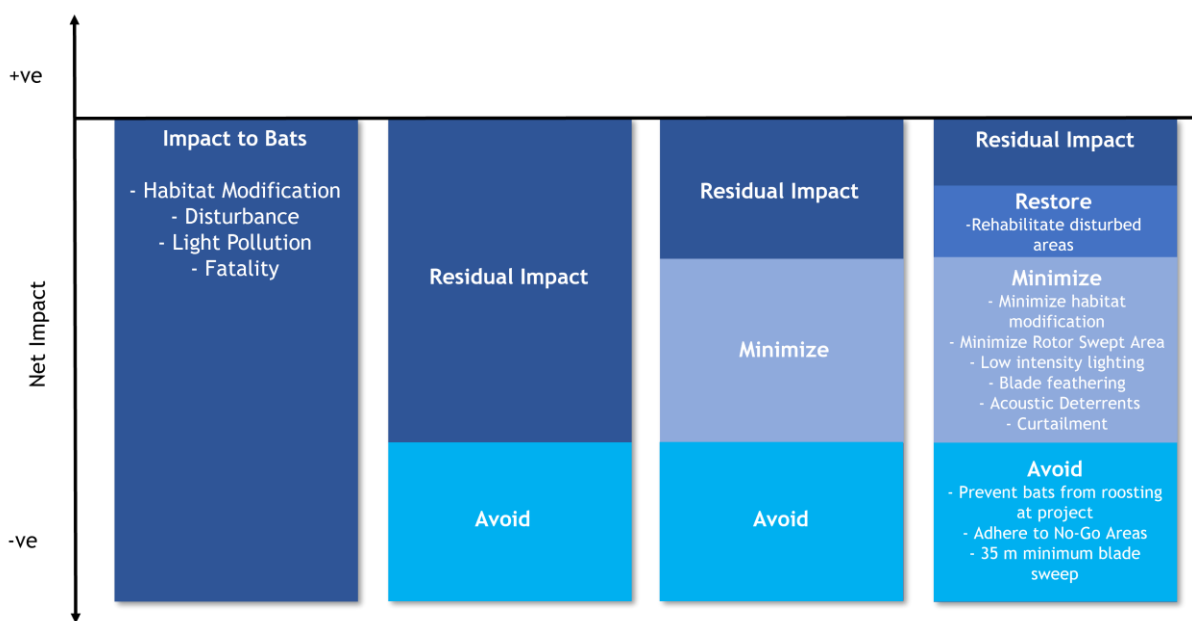 +ve
Net Impact
-ve
Impact to Bats
- Habitat Modification
- Disturbance
- Light Pollution
- Fatality
Residual Impact
Avoid
Residual Impact
Minimize
Avoid
Residual Impact
Restore
-Rehabilitate disturbed
areas
Minimize
- Minimize habitat
modification
- Minimize Rotor Swept Area
- Low intensity lighting
- Blade feathering
- Acoustic Deterrents
- Curtailment
Avoid
- Prevent bats from roosting
at project
- Adhere to No-Go Areas
- 35 m minimum blade
sweep